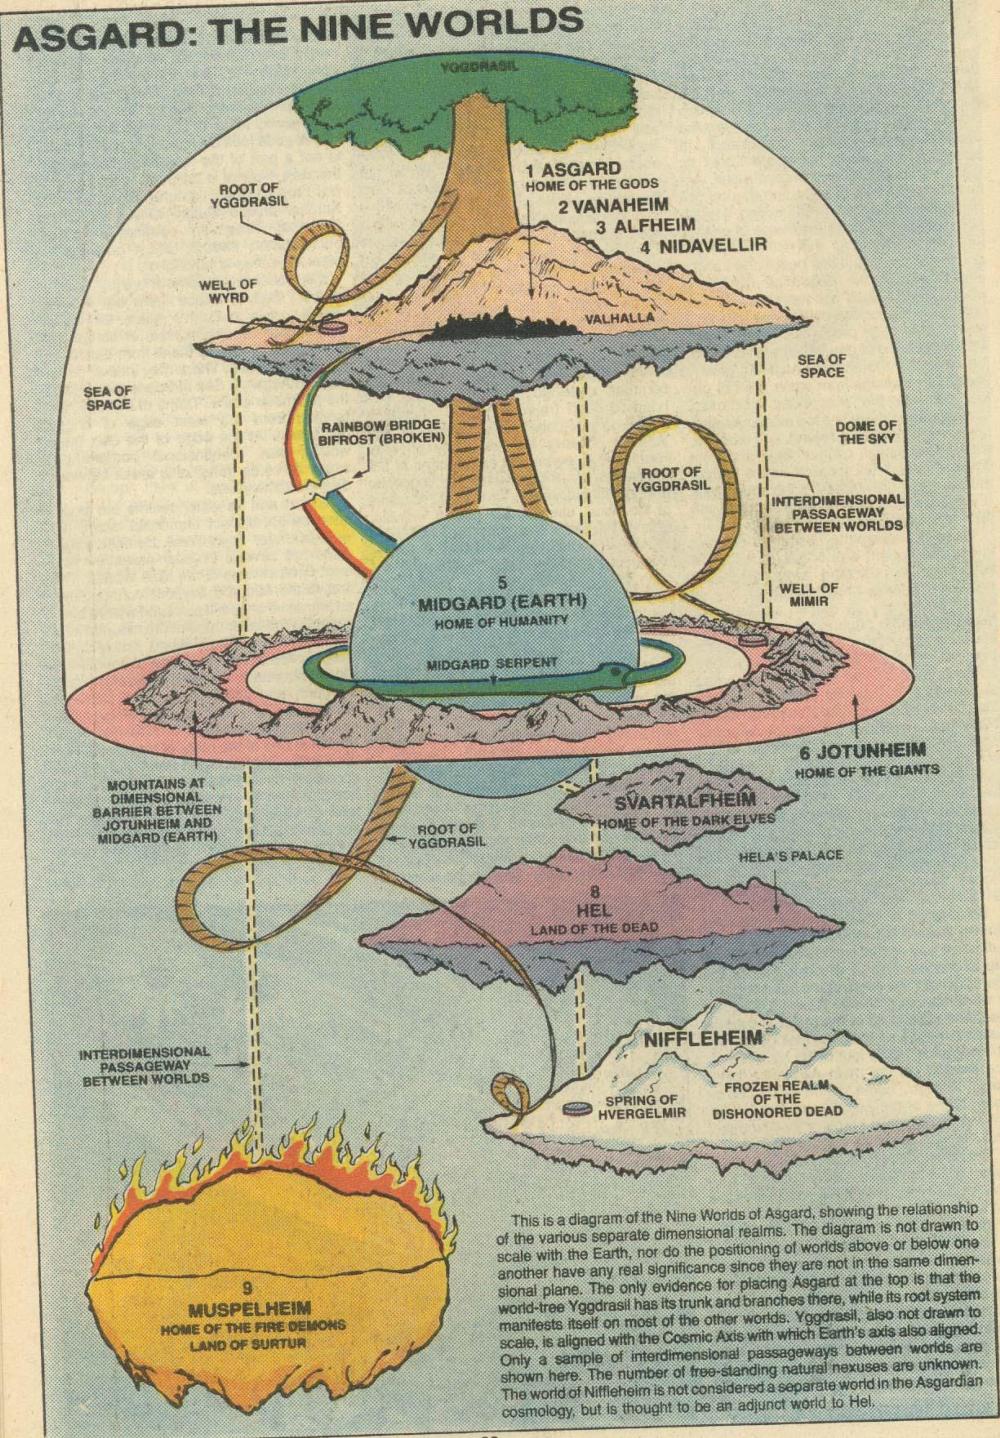 ASGARD: THE NINE WORLDS
YGGDRASIL
1 ASGARD
HOME OF THE GODS
2 VANAHEIM
3 ALFHEIM
4 NIDAVELLIR
ROOT OF
YGGDRASIL
WELL OF
WYRD
VALHALLA
SEA OF
SPACE
SEA OF
SPACE
RAINBOW BRIDGE
BIFROST (BROKEN)
DOME OF
THE SKY
ROOT OF
YGGDRASIL
INTERDIMENSIONAL
PASSAGEWAY
BETWEEN WORLDS
5
MIDGARD (EARTH)
HOME OF HUMANITY
WELL OF
MIMIR
MIDGARD SERPENT
6 JOTUNHEIM
HOME OF THE GIANTS
MOUNTAINS AT
DIMENSIONAL
BARRIER BETWEEN
JOTUNHEIM AND
MIDGARD (EARTH)
7
SVARTALFHEIM
HOME OF THE DARK ELVES
ROOT OF
YGGDRASIL
HELA'S PALACE
8
HEL
LAND OF THE DEAD
INTERDIMENSIONAL
PASSAGEWAY
BETWEEN WORLDS
NIFFLEHEIM
SPRING OF
HVERGELMIR
FROZEN REALM
OF THE
DISHONORED DEAD
9
MUSPELHEIM
HOME OF THE FIRE DEMONS
LAND OF SURTUR
This is a diagram of the Nine Worlds of Asgard, showing the relationship
of the various separate dimensional realms. The diagram is not drawn to
scale with the Earth, nor do the positioning of worlds above or below one
another have any real significance since they are not in the same dimen-
sional plane. The only evidence for placing Asgard at the top is that the
world-tree Yggdrasil has its trunk and branches there, while its root system
manifests itself on most of the other worlds. Yggdrasil, also not drawn to
scale, is aligned with the Cosmic Axis with which Earth's axis also aligned.
Only a sample of interdimensional passageways between worlds are
shown here. The number of free-standing natural nexuses are unknown.
The world of Niffleheim is not considered a separate world in the Asgardian
cosmology, but is thought to be an adjunct world to Hel.